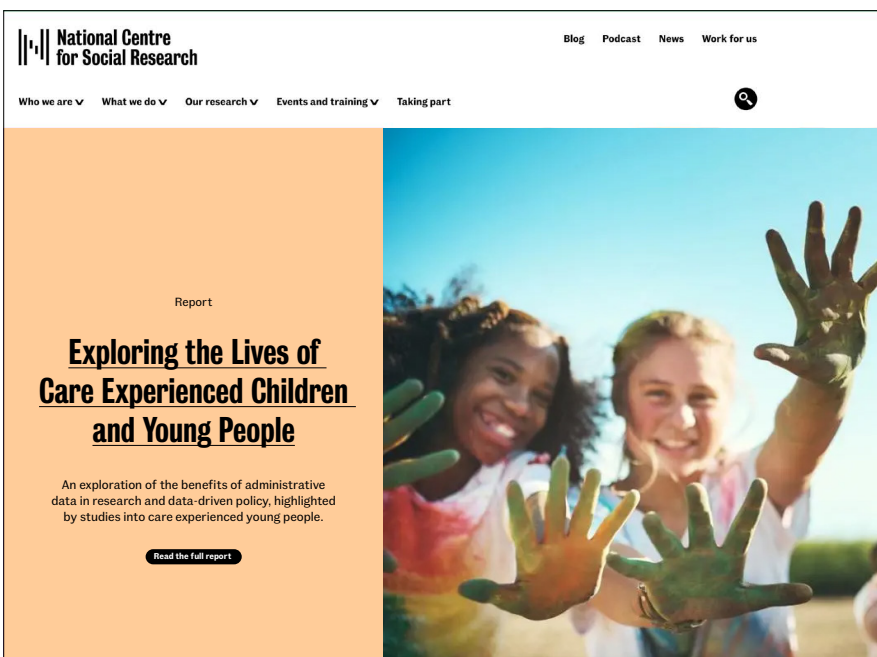 National Centre
for Social Research
Blog Podcast News Work for us
Who we are What we do Our research Events and training Taking part
Report
Exploring the Lives of
Care Experienced Children
and Young People
An exploration of the benefits of administrative
data in research and data-driven policy, highlighted
by studies into care experienced young people.
Read the full report